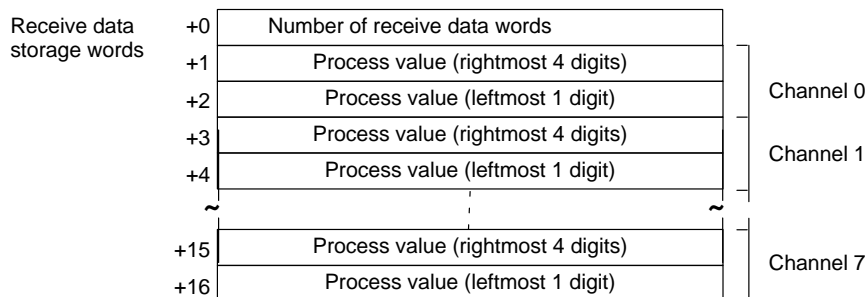 Receive data
storage words
+0 Number of receive data words
+1 Process value (rightmost 4 digits)
+2 Process value (leftmost 1 digit)
Channel 0
+3 Process value (rightmost 4 digits)
+4 Process value (leftmost 1 digit)
Channel 1
~ ~
+15 Process value (rightmost 4 digits)
+16 Process value (leftmost 1 digit)
Channel 7